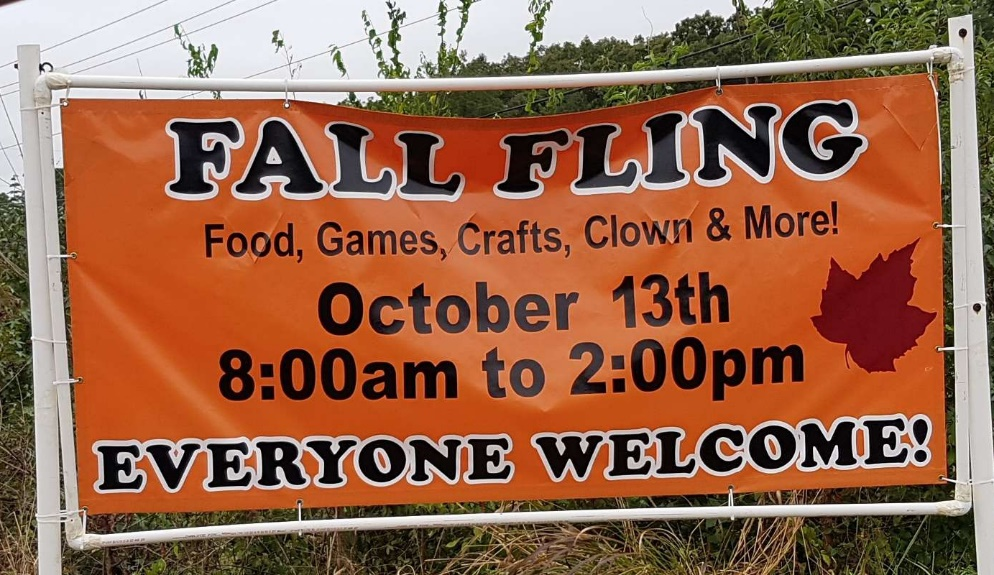 FALL FLING
Food, Games, Crafts, Clown & More!
October 13th
8:00am to 2:00pm
EVERYONE WELCOME!